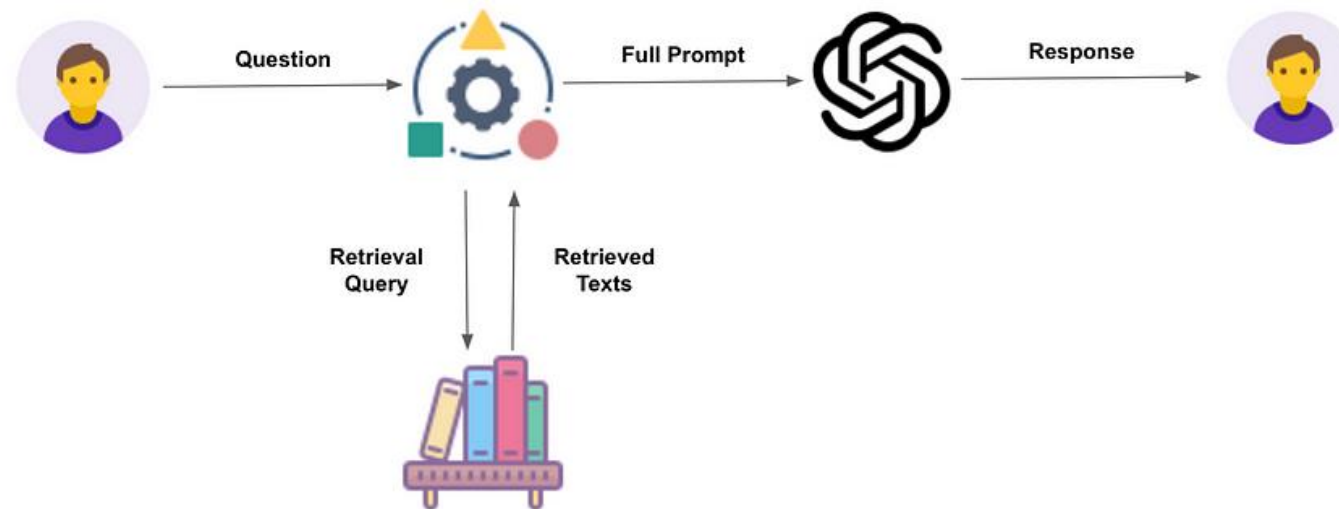 Question
Full Prompt
Response
Retrieval
Query
Retrieved
Texts